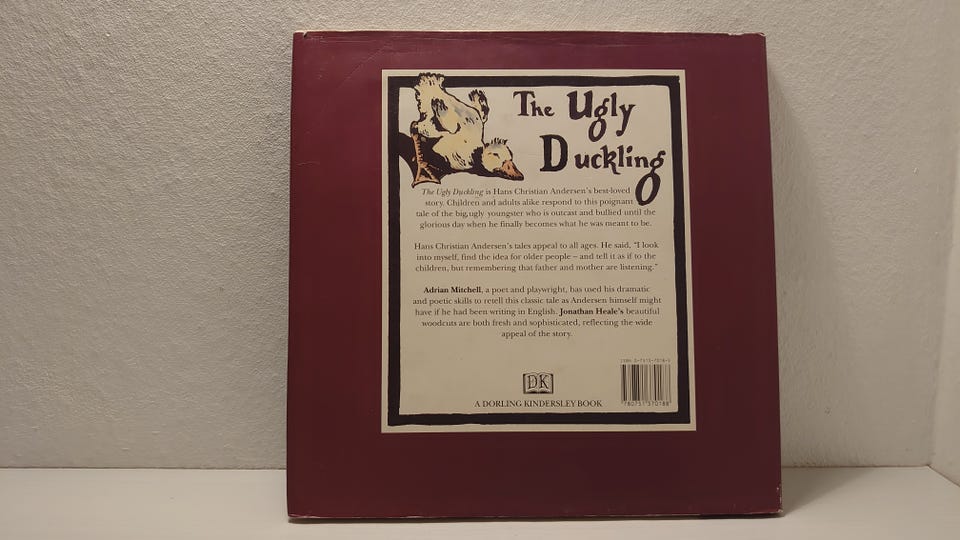 The Ugly
Duckling
The Ugly Duckling is Hans Christian Andersen's best-loved
story. Children and adults alike respond to this poignant
tale of the big,ugly youngster who is outcast and bullied until the
glorious day when he finally becomes what he was meant to be.
Hans Christian Andersen's tales appeal to all ages. He said, "I look
into myself, find the idea for older people – and tell it as if to the
children, but remembering that father and mother are listening."
Adrian Mitchell, a poet and playwright, has used his dramatic
and poetic skills to retell this classic tale as Andersen himself might
have if he had been writing in English. Jonathan Heale's beautiful
woodcuts are both fresh and sophisticated, reflecting the wide
appeal of the story.
ISBN 0-7513-7018-8
DK
A DORLING KINDERSLEY BOOK
9780751370188